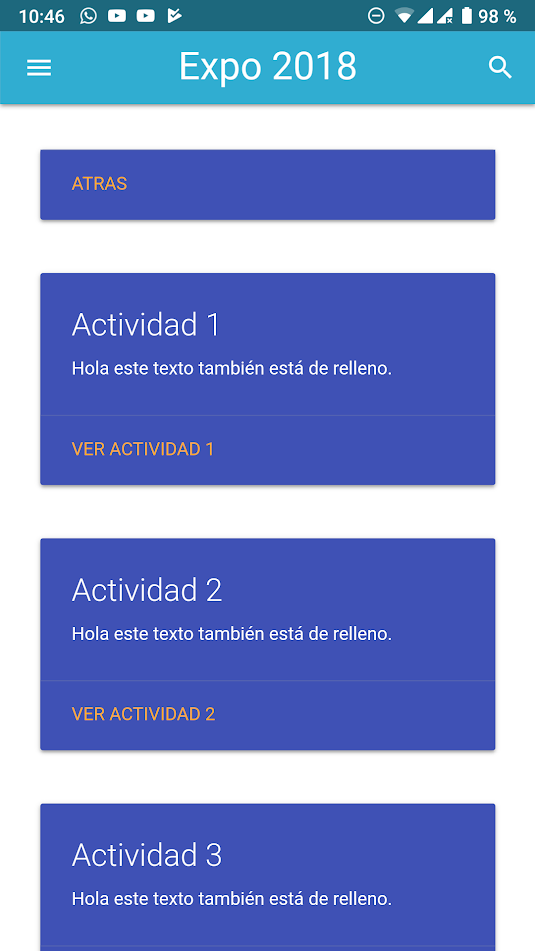 10:46 98 %
Expo 2018
ATRAS
Actividad 1
Hola este texto también está de relleno.
VER ACTIVIDAD 1
Actividad 2
Hola este texto también está de relleno.
VER ACTIVIDAD 2
Actividad 3
Hola este texto también está de relleno.